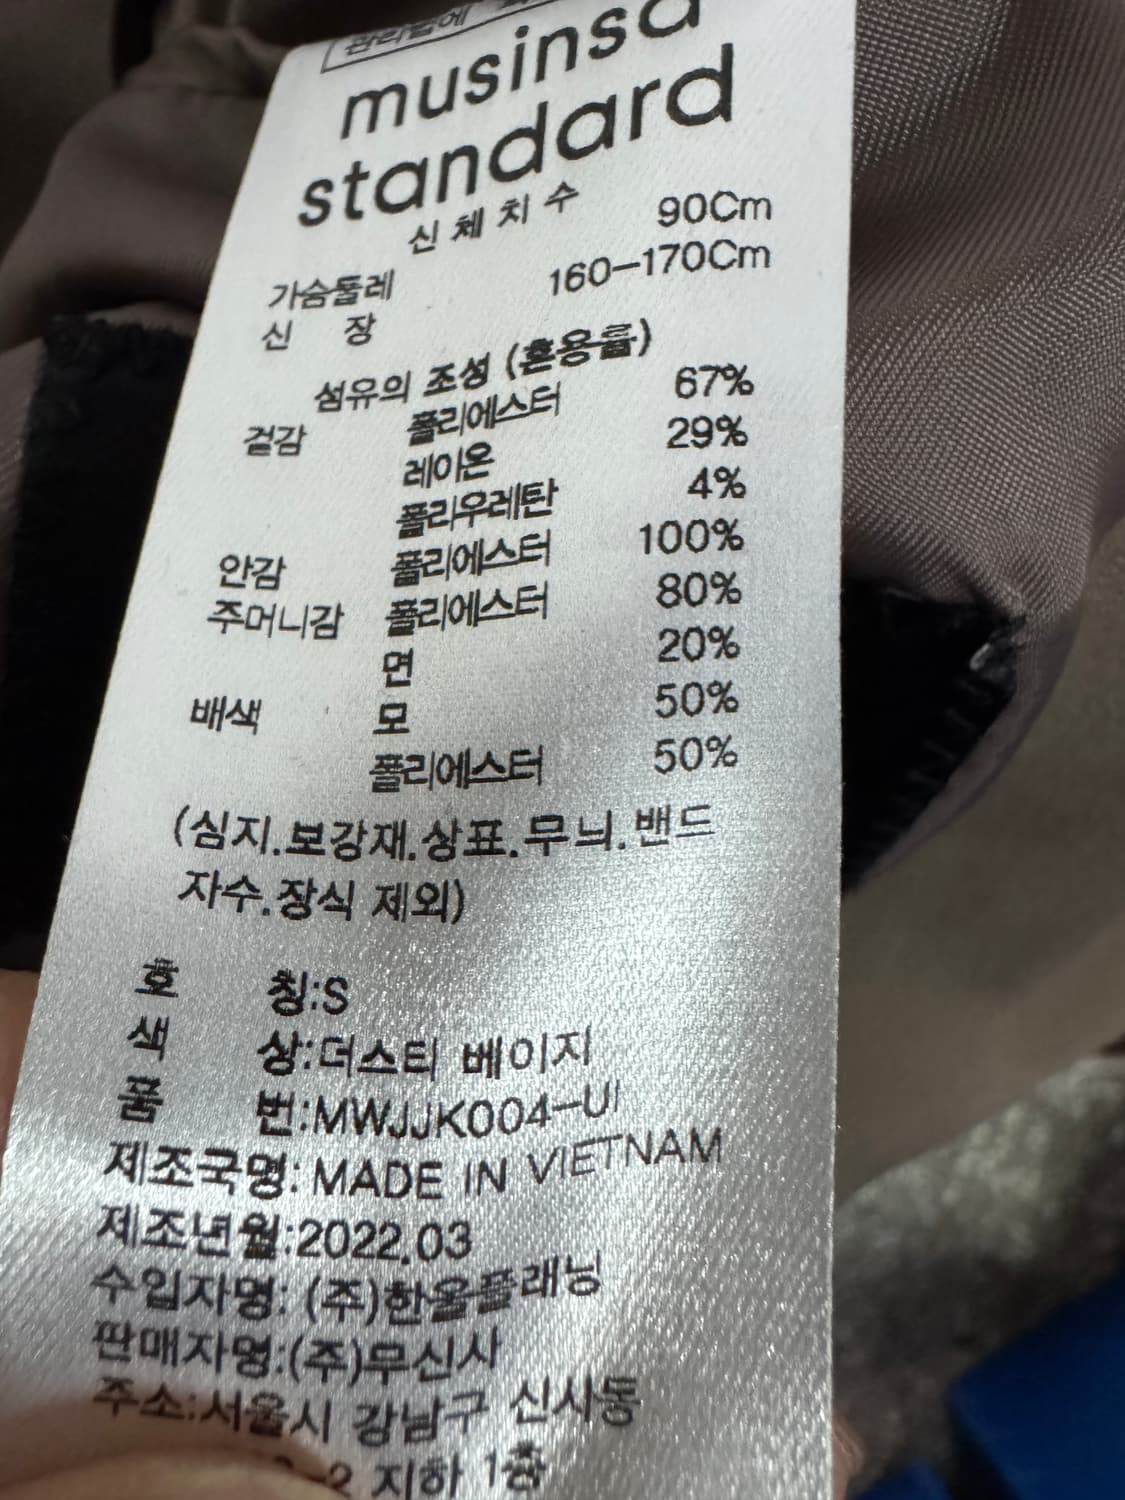 관리법에
musinsa
standard
신체치수
가슴둘레 90Cm
신 장 160-170Cm
섬유의 조성 (혼용률)
겉감 폴리에스터 67%
레이온 29%
폴리우레탄 4%
안감 폴리에스터 100%
주머니감 폴리에스터 80%
면 20%
배색 모 50%
폴리에스터 50%
(심지.보강재.상표.무늬.밴드
자수.장식 제외)
호 칭:S
색 상:더스티 베이지
품 번:MWJJK004-UI
제조국명: MADE IN VIETNAM
제조년월:2022.03
수입자명: (주)한올플래닝
판매자명:(주)무신사
주소:서울시 강남구 신사동
지하 1층